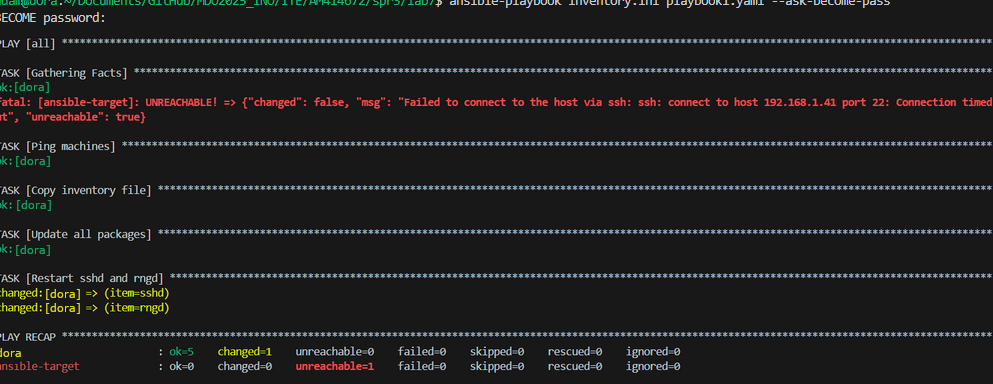 adam@dora:~/Documents/GitHub/MDO2025_INO/ITE/AM414672/spr3/lab7$ ansible-playbook inventory.ini playbook1.yaml --ask-become-pass
BECOME password:
PLAY [all] ****************************************************************************************************
TASK [Gathering Facts] ****************************************************************************************************
ok:[dora]
fatal: [ansible-target]: UNREACHABLE! => {"changed": false, "msg": "Failed to connect to the host via ssh: ssh: connect to host 192.168.1.41 port 22: Connection timed
ut", "unreachable": true}
TASK [Ping machines] ****************************************************************************************************
ok:[dora]
TASK [Copy inventory file] ****************************************************************************************************
ok:[dora]
TASK [Update all packages] ****************************************************************************************************
ok:[dora]
TASK [Restart sshd and rngd] ****************************************************************************************************
changed:[dora] => (item=sshd)
changed:[dora] => (item=rngd)
PLAY RECAP ****************************************************************************************************
dora : ok=5 changed=1 unreachable=0 failed=0 skipped=0 rescued=0 ignored=0
ansible-target : ok=0 changed=0 unreachable=1 failed=0 skipped=0 rescued=0 ignored=0